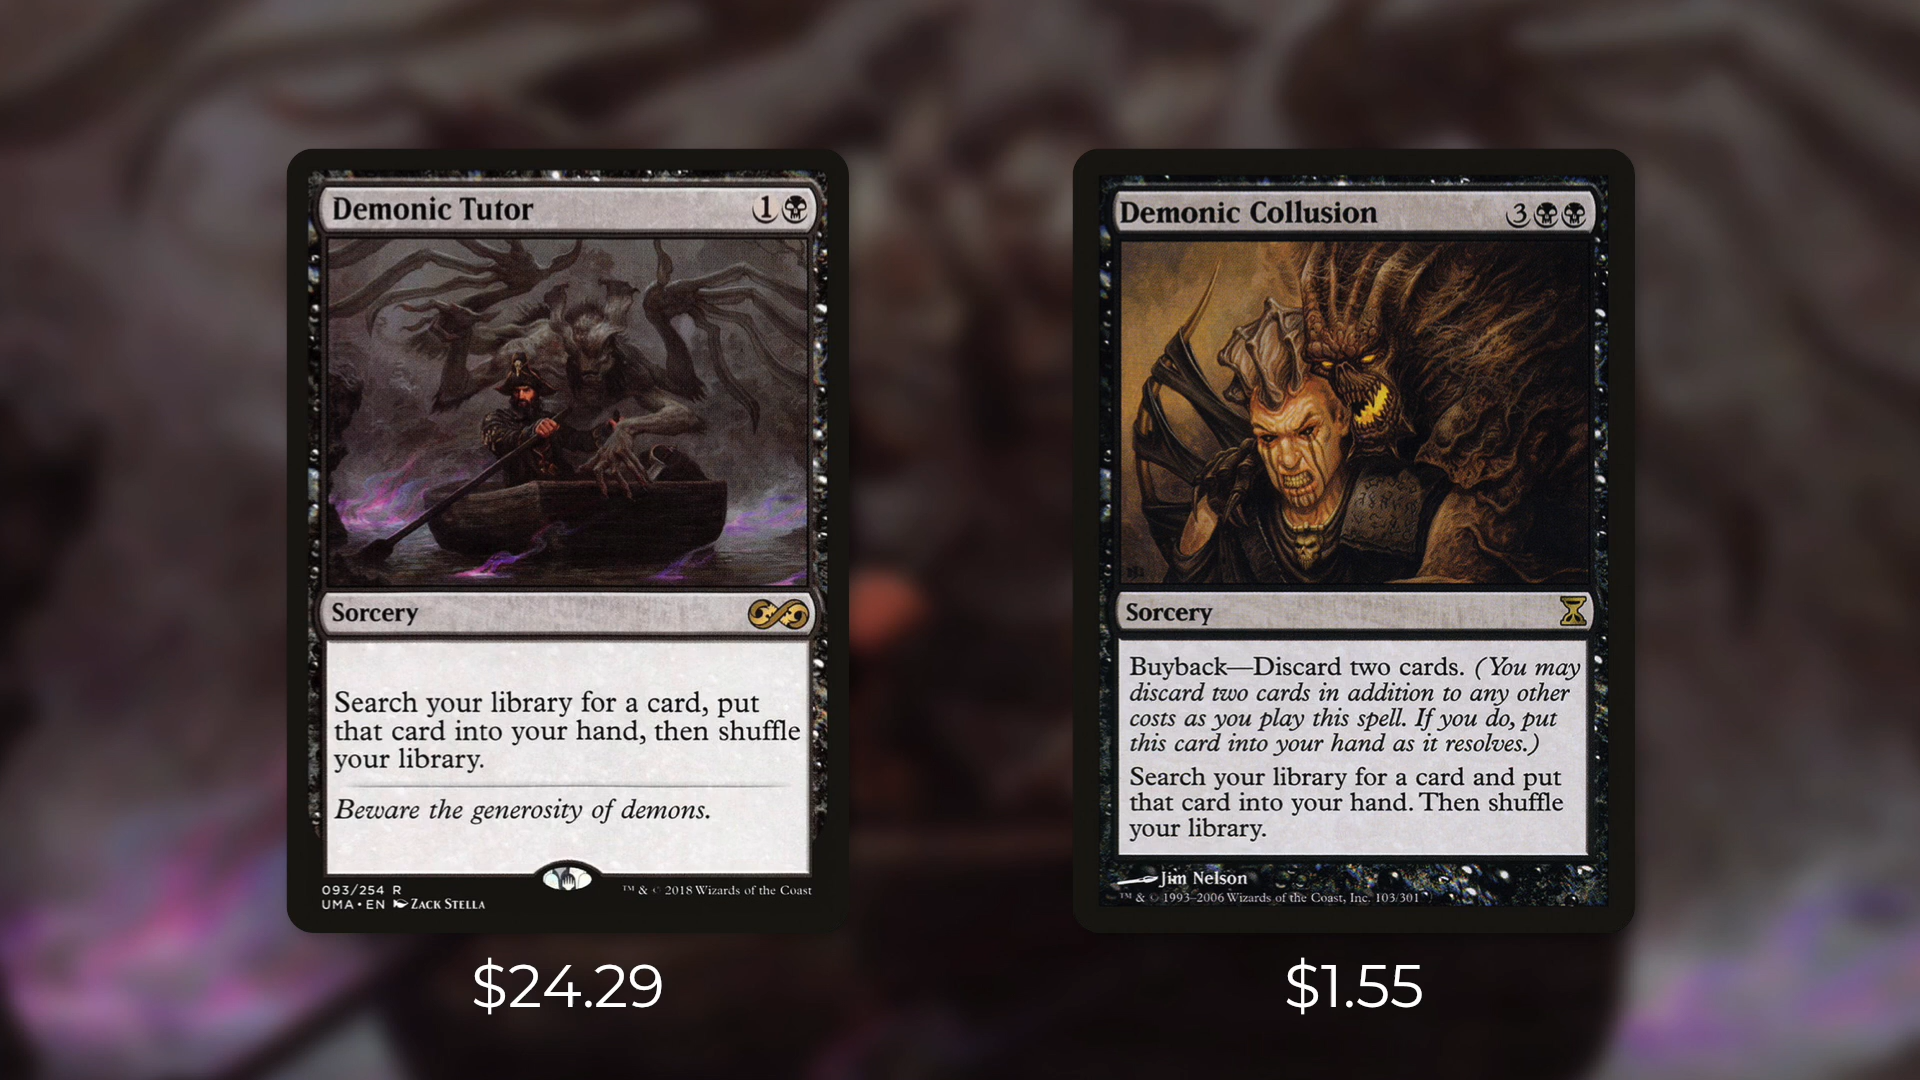 Demonic Tutor 1
Sorcery
Search your library for a card, put
that card into your hand, then shuffle
your library.
Beware the generosity of demons.
093/254 R
UMA • EN ZACK STELLA
™ & © 2018 Wizards of the Coast
$24.29
Demonic Collusion 3
Sorcery
Buyback—Discard two cards. (You may
discard two cards in addition to any other
costs as you play this spell. If you do, put
this card into your hand as it resolves.)
Search your library for a card and put
that card into your hand. Then shuffle
your library.
Jim Nelson
™ & © 1993–2006 Wizards of the Coast, Inc. 103/301
$1.55